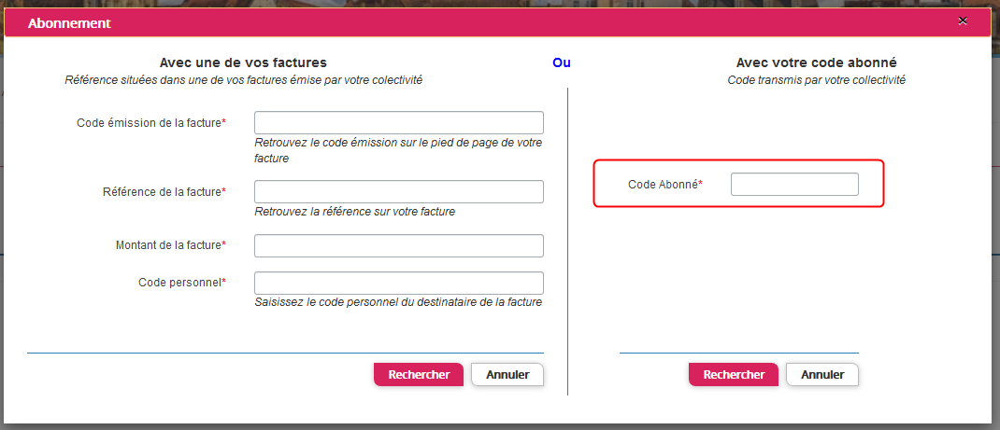 Abonnement
Avec une de vos factures
Référence situées dans une de vos factures émise par votre colectivité
Code émission de la facture*
Retrouvez le code émission sur le pied de page de votre
facture
Référence de la facture*
Retrouvez la référence sur votre facture
Montant de la facture*
Code personnel*
Saisissez le code personnel du destinataire de la facture
Rechercher Annuler
Ou
Avec votre code abonné
Code transmis par votre collectivité
Code Abonné*
Rechercher Annuler